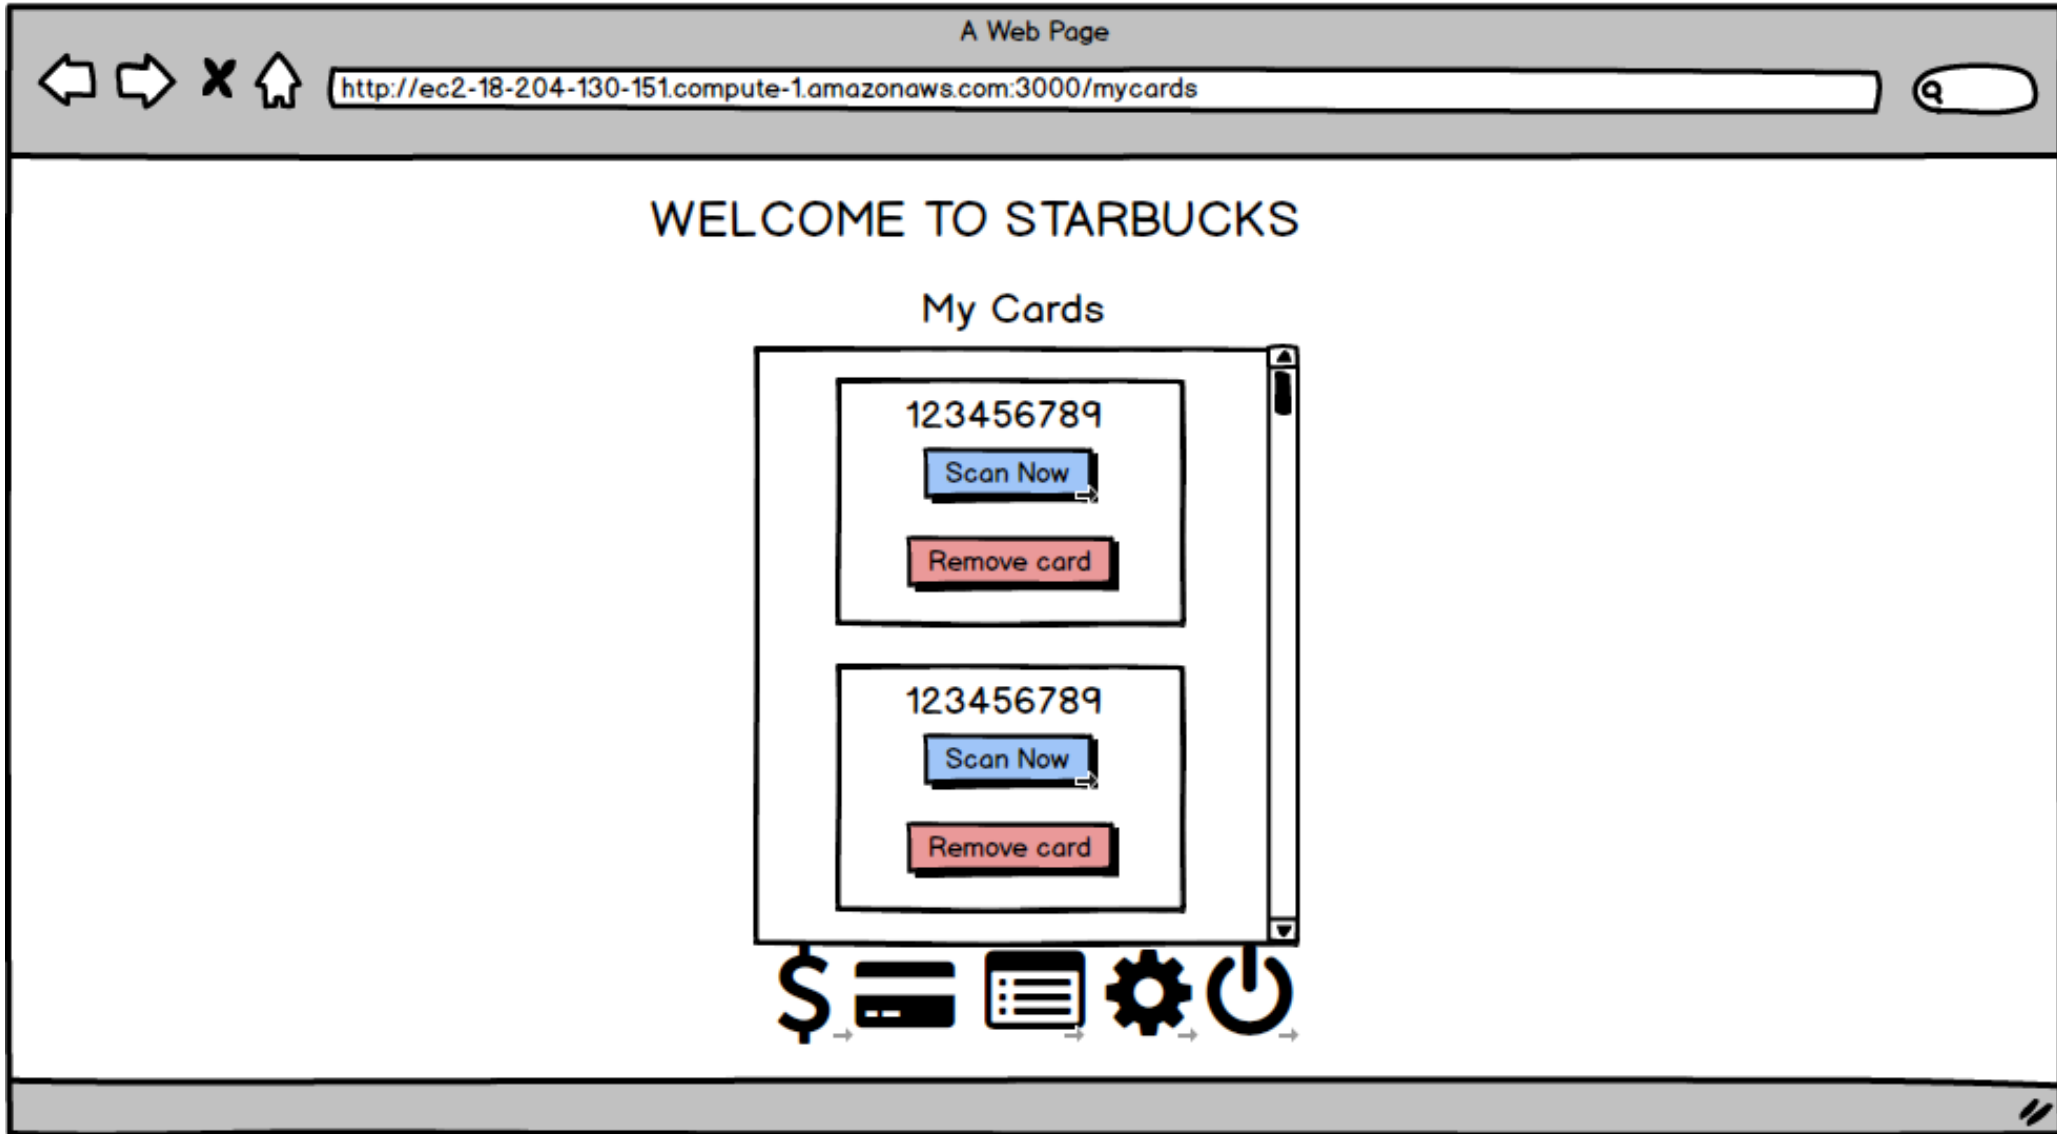 A Web Page
http://ec2-18-204-130-151.compute-1.amazonaws.com:3000/mycards
WELCOME TO STARBUCKS
My Cards
123456789
Scan Now
Remove card
123456789
Scan Now
Remove card